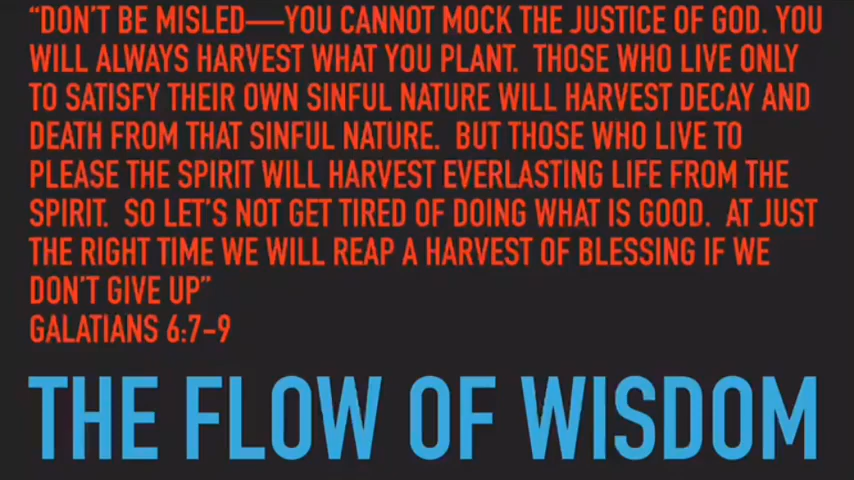 “DON’T BE MISLED—YOU CANNOT MOCK THE JUSTICE OF GOD. YOU
WILL ALWAYS HARVEST WHAT YOU PLANT. THOSE WHO LIVE ONLY
TO SATISFY THEIR OWN SINFUL NATURE WILL HARVEST DECAY AND
DEATH FROM THAT SINFUL NATURE. BUT THOSE WHO LIVE TO
PLEASE THE SPIRIT WILL HARVEST EVERLASTING LIFE FROM THE
SPIRIT. SO LET’S NOT GET TIRED OF DOING WHAT IS GOOD. AT JUST
THE RIGHT TIME WE WILL REAP A HARVEST OF BLESSING IF WE
DON’T GIVE UP”
GALATIANS 6:7-9
THE FLOW OF WISDOM